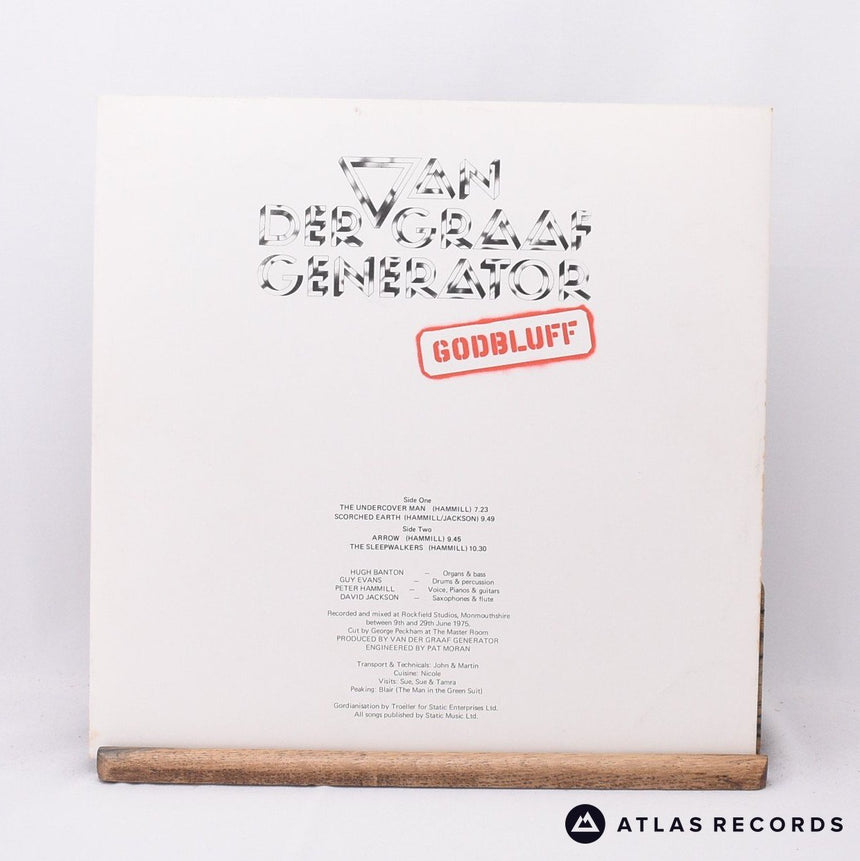 VAN
DER GRAAF
GENERATOR
GODBLUFF
Side One
THE UNDERCOVER MAN (HAMMILL) 7.23
SCORCHED EARTH (HAMMILL/JACKSON) 9.49
Side Two
ARROW (HAMMILL) 9.45
THE SLEEPWALKERS (HAMMILL) 10.30
HUGH BANTON – Organs & bass
GUY EVANS – Drums & percussion
PETER HAMMILL – Voice, Pianos & guitars
DAVID JACKSON – Saxophones & flute
Recorded and mixed at Rockfield Studios, Monmouthshire
between 9th and 29th June 1975.
Cut by George Peckham at The Master Room
PRODUCED BY VAN DER GRAAF GENERATOR
ENGINEERED BY PAT MORAN
Transport & Technicals: John & Martin
Cuisine: Nicole
Visits: Sue, Sue & Tamra
Peaking: Blair (The Man in the Green Suit)
Gordianisation by Troeller for Static Enterprises Ltd.
All songs published by Static Music Ltd.
ATLAS RECORDS